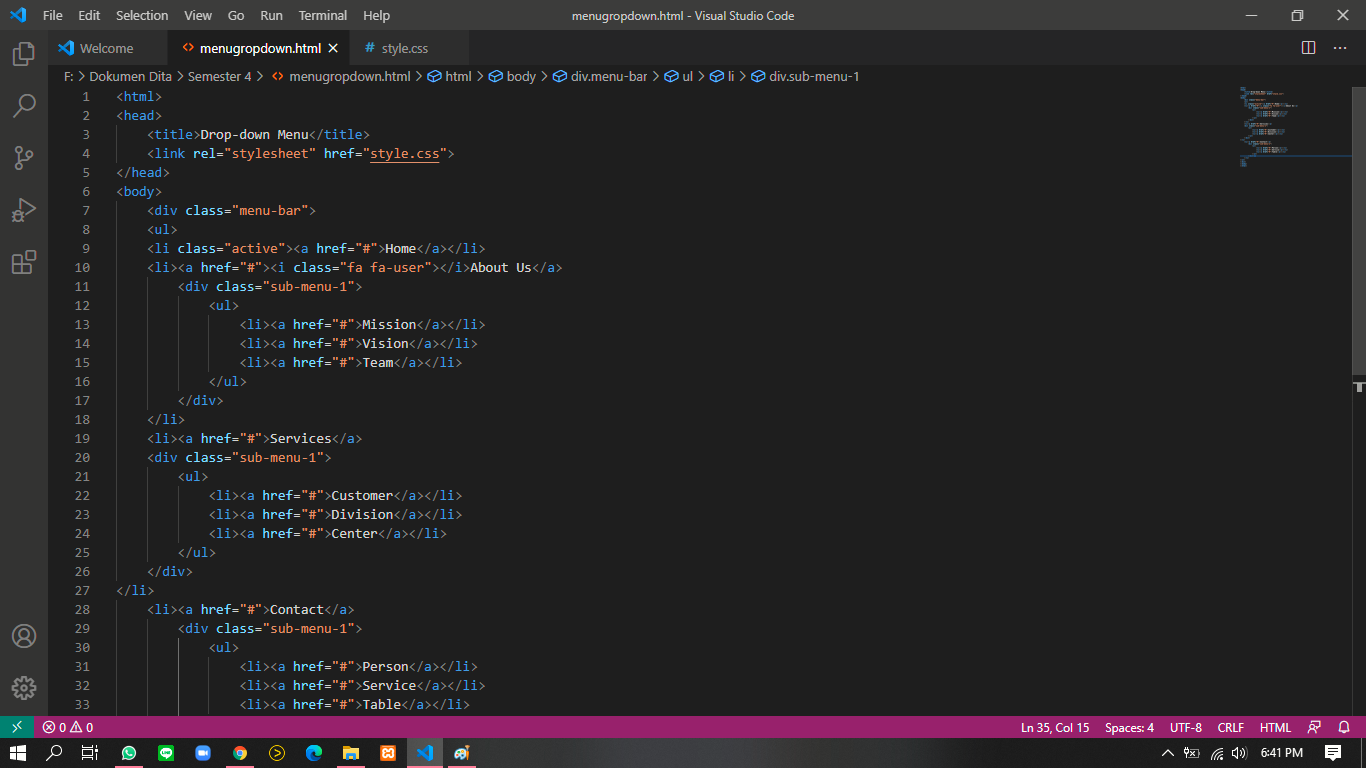 File Edit Selection View Go Run Terminal Help menugropdown.html - Visual Studio Code
Welcome menugropdown.html style.css
F: > Dokumen Dita > Semester 4 > menugropdown.html > html > body > div.menu-bar > ul > li > div.sub-menu-1
1 <html>
2 <head>
3 <title>Drop-down Menu</title>
4 <link rel="stylesheet" href="style.css">
5 </head>
6 <body>
7 <div class="menu-bar">
8 <ul>
9 <li class="active"><a href="#">Home</a></li>
10 <li><a href="#"><i class="fa fa-user"></i>About Us</a>
11 <div class="sub-menu-1">
12 <ul>
13 <li><a href="#">Mission</a></li>
14 <li><a href="#">Vision</a></li>
15 <li><a href="#">Team</a></li>
16 </ul>
17 </div>
18 </li>
19 <li><a href="#">Services</a>
20 <div class="sub-menu-1">
21 <ul>
22 <li><a href="#">Customer</a></li>
23 <li><a href="#">Division</a></li>
24 <li><a href="#">Center</a></li>
25 </ul>
26 </div>
27 </li>
28 <li><a href="#">Contact</a>
29 <div class="sub-menu-1">
30 <ul>
31 <li><a href="#">Person</a></li>
32 <li><a href="#">Service</a></li>
33 <li><a href="#">Table</a></li>
0 0 Ln 35, Col 15 Spaces: 4 UTF-8 CRLF HTML
6:41 PM